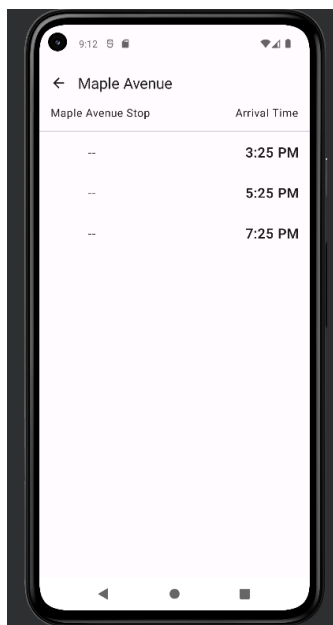 9:12
Maple Avenue
Maple Avenue Stop Arrival Time
-- 3:25 PM
-- 5:25 PM
-- 7:25 PM